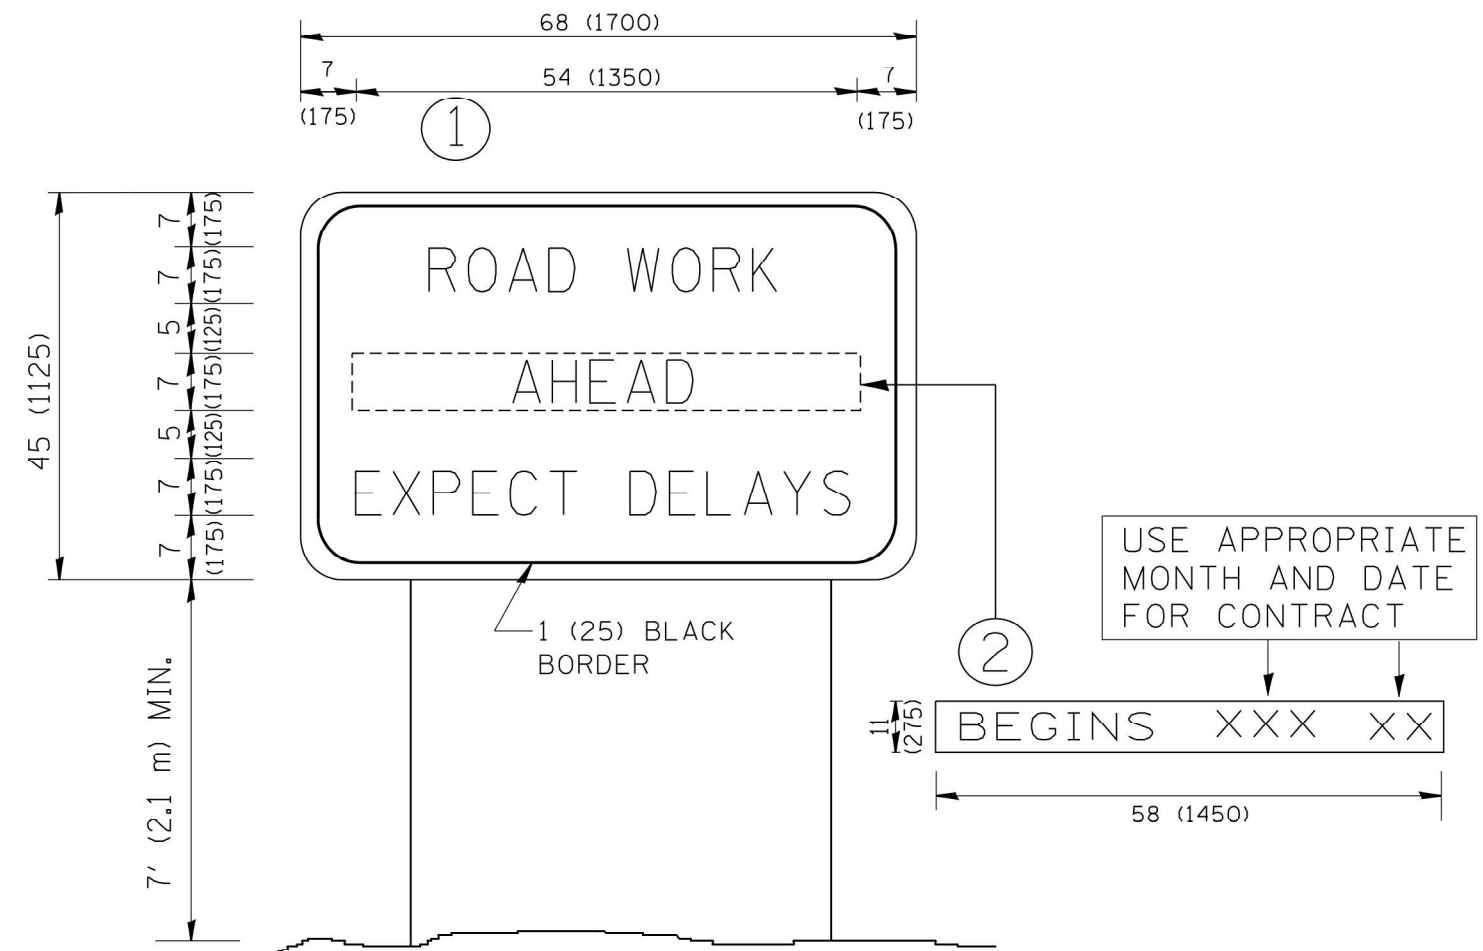 68 (1700)
7 54 (1350) 7
(175) (175)
1
45 (1125)
7 (175)
7 (175)
5 (125)
7 (175)
5 (125)
7 (175)
7 (175)
ROAD WORK
AHEAD
EXPECT DELAYS
1 (25) BLACK
BORDER
7' (2.1 m) MIN.
USE APPROPRIATE
MONTH AND DATE
FOR CONTRACT
2
11
(275)
BEGINS XXX XX
58 (1450)